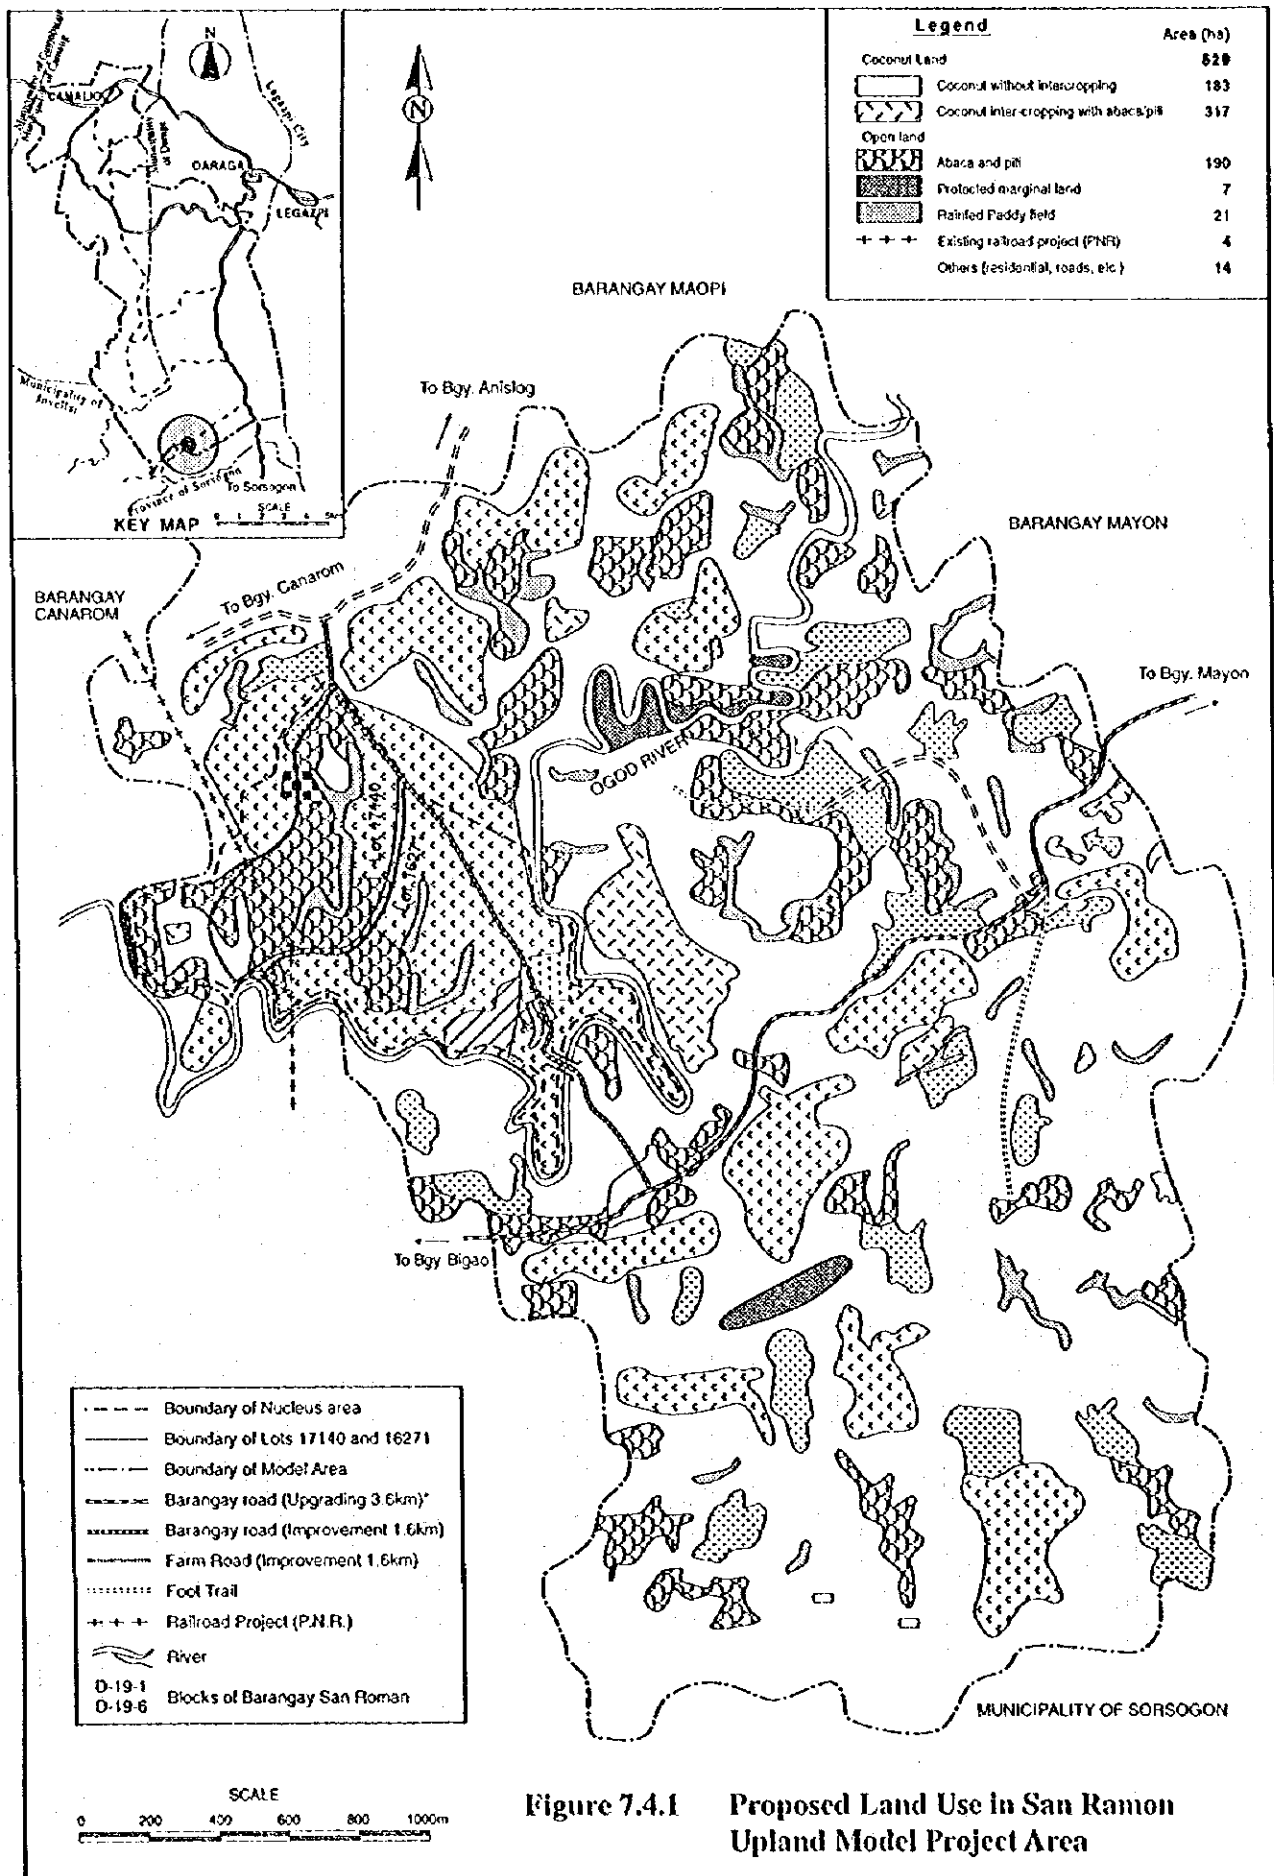 Legend
Area (ha)
Coconut Land
Coconut without intercropping 183
Coconut inter-cropping with abaca/pili 317
Open land
Abaca and pili 190
Protected marginal land 7
Rainfed Paddy field 21
Existing railroad project (PNR) 4
Others (residential, roads, etc.) 14
N
CAMALIG
Municipality of Daraga
Legaspi City
DARAGA
LEGAZPI
Municipality of
Province of Sorsogon
To Sorsogon
SCALE
KEY MAP
N
BARANGAY MAOPI
To Bgy. Anislog
BARANGAY MAYON
BARANGAY
CANAROM
To Bgy. Canarom
To Bgy. Mayon
OGOD RIVER
Lot. 17140
Lot. 16271
To Bgy Bigao
Boundary of Nucleus area
Boundary of Lots 17140 and 16271
Boundary of Model Area
Barangay road (Upgrading 3.6km)*
Barangay road (Improvement 1.6km)
Farm Road (Improvement 1.6km)
Foot Trail
Railroad Project (P.N.R.)
River
D-19-1
D-19-6 Blocks of Barangay San Roman
MUNICIPALITY OF SORSOGON
SCALE
0 200 400 600 800 1000m
Figure 7.4.1 Proposed Land Use in San Ramon
Upland Model Project Area